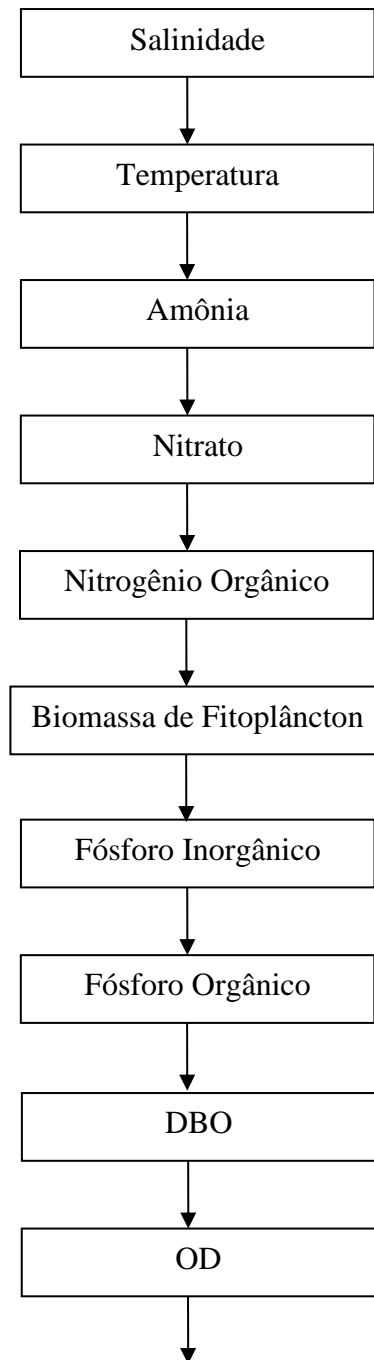 Salinidade
Temperatura
Amônia
Nitrato
Nitrogênio Orgânico
Biomassa de Fitoplâncton
Fósforo Inorgânico
Fósforo Orgânico
DBO
OD